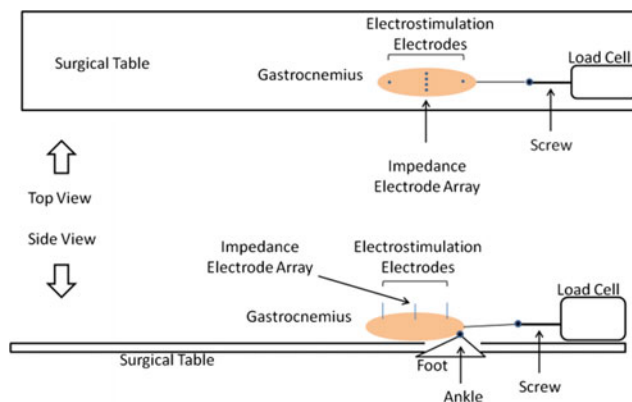 Electrostimulation
Electrodes
Surgical Table
Gastrocnemius
Load Cell
Screw
Impedance
Electrode Array
Top View
Side View
Impedance
Electrode Array
Electrostimulation
Electrodes
Load Cell
Gastrocnemius
Surgical Table
Foot
Screw
Ankle